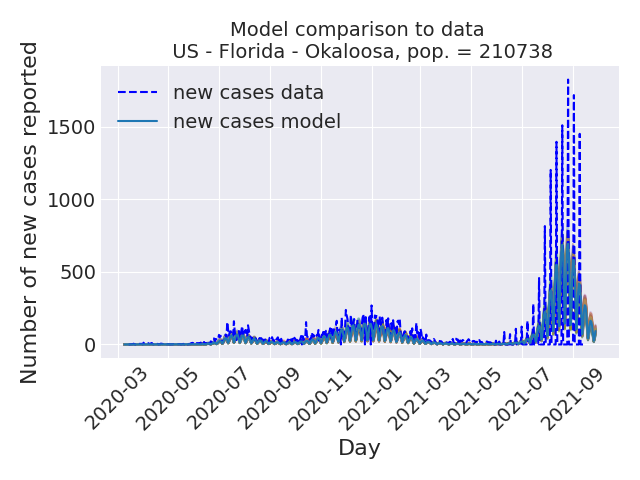 Model comparison to data
US - Florida - Okaloosa, pop. = 210738
new cases data
new cases model
Number of new cases reported
1500
1000
500
0
2020-03
2020-05
2020-07
2020-09
2020-11
2021-01
2021-03
2021-05
2021-07
2021-09
Day